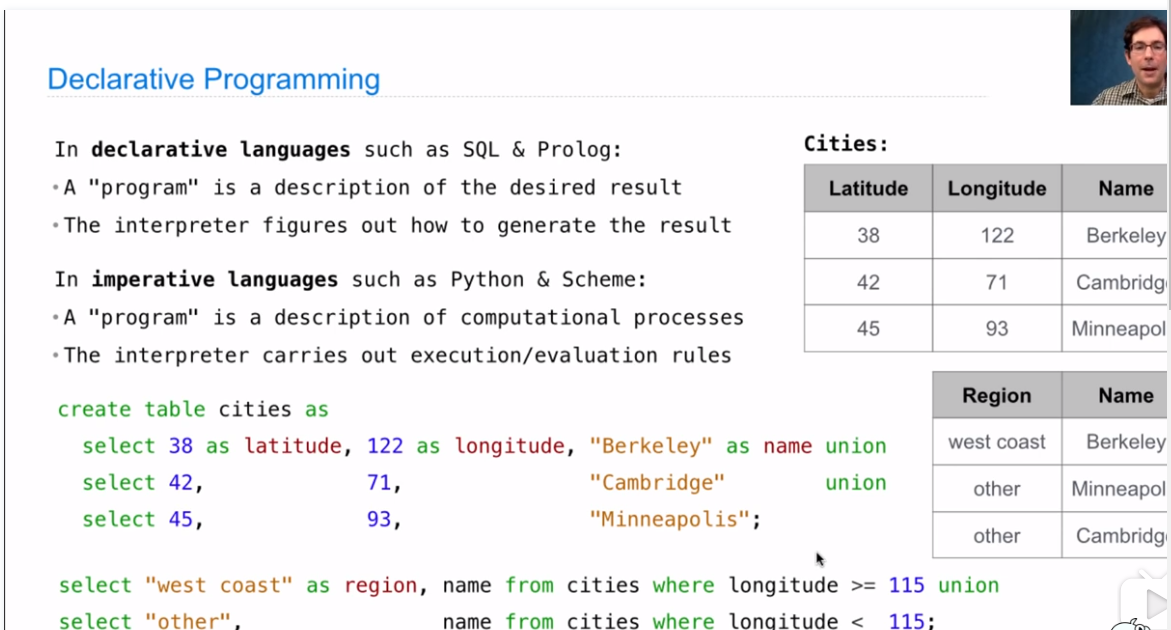 Declarative Programming
In declarative languages such as SQL & Prolog:
•A "program" is a description of the desired result
•The interpreter figures out how to generate the result
In imperative languages such as Python & Scheme:
•A "program" is a description of computational processes
•The interpreter carries out execution/evaluation rules
create table cities as
select 38 as latitude, 122 as longitude, "Berkeley" as name union
select 42, 71, "Cambridge" union
select 45, 93, "Minneapolis";
select "west coast" as region, name from cities where longitude >= 115 union
select "other", name from cities where longitude < 115;
Cities:
Latitude Longitude Name
38 122 Berkeley
42 71 Cambridg
45 93 Minneapol
Region Name
west coast Berkeley
other Minneapol
other Cambridg